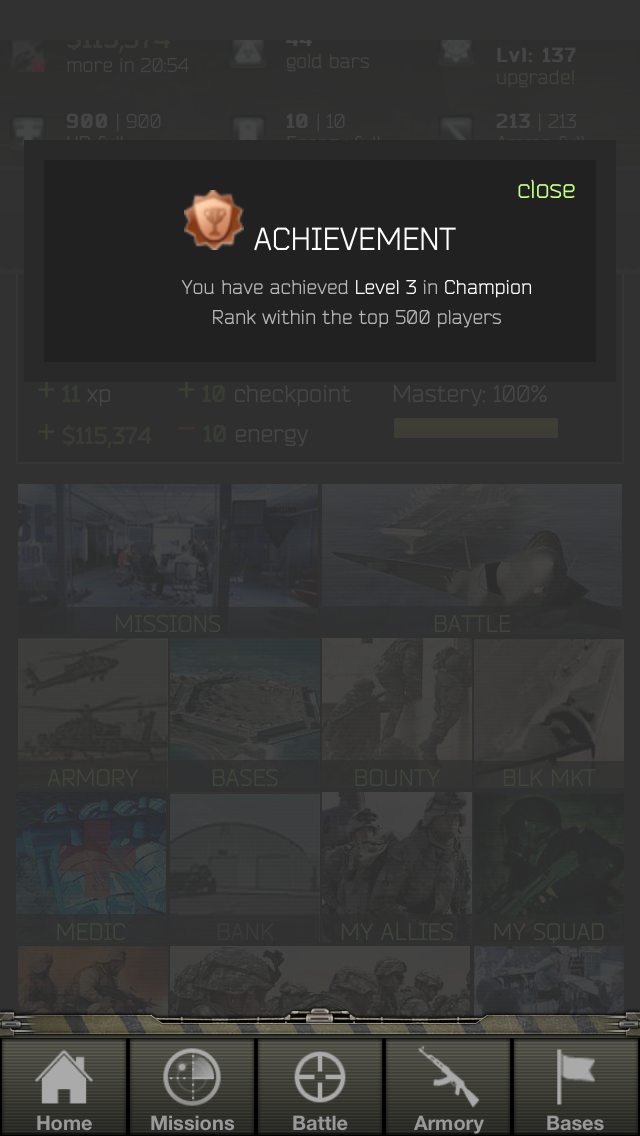 $115,374
more in 20:54
44
gold bars
Lvl: 137
upgrade!
900 | 900
10 | 10
213 | 213
close
ACHIEVEMENT
You have achieved Level 3 in Champion
Rank within the top 500 players
+ 11 xp
+ 10 checkpoint
Mastery: 100%
+ $115,374
− 10 energy
MISSIONS
BATTLE
ARMORY
BASES
BOUNTY
BLK MKT
MEDIC
BANK
MY ALLIES
MY SQUAD
Home
Missions
Battle
Armory
Bases